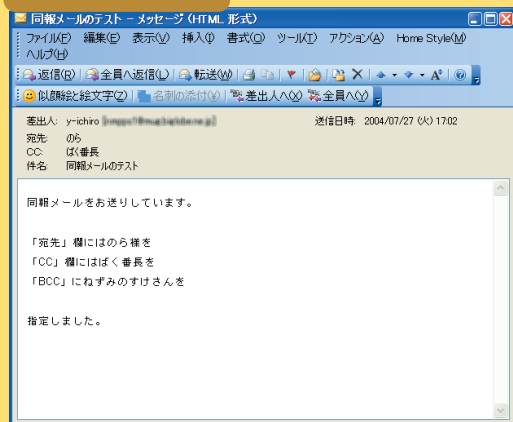 同報メールのテスト - メッセージ (HTML 形式)
ファイル(F) 編集(E) 表示(V) 挿入(I) 書式(O) ツール(T) アクション(A) Home Style(M)
ヘルプ(H)
返信(R) 全員へ返信(L) 転送(W)
似顔絵と絵文字(Z) 名刺の添付(¥) 差出人へ(X) 全員へ(Y)
差出人: y-ichiro 送信日時: 2004/07/27 (火) 17:02
宛先: のら
CC: ばく番長
件名: 同報メールのテスト
同報メールをお送りしています。
「宛先」欄にはのら様を
「CC」欄にはばく番長を
「BCC」にねずみのすけさんを
指定しました。